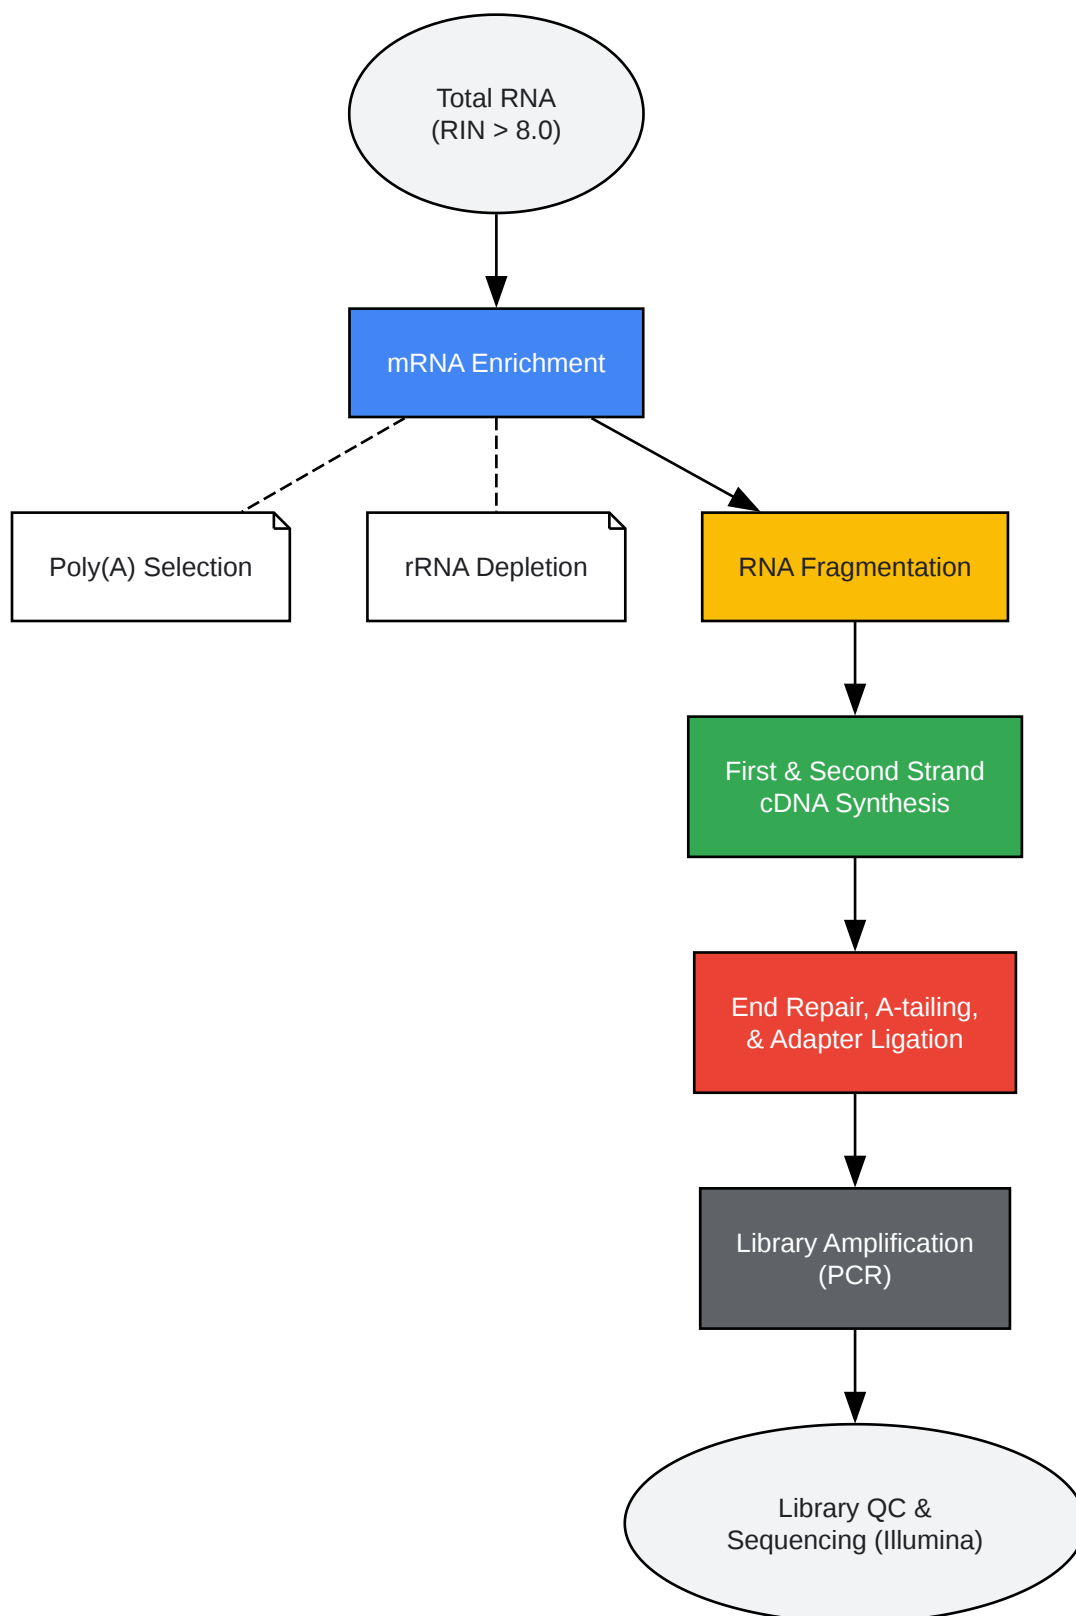 Total RNA
(RIN > 8.0)
mRNA Enrichment
Poly(A) Selection
rRNA Depletion
RNA Fragmentation
First & Second Strand
cDNA Synthesis
End Repair, A-tailing,
& Adapter Ligation
Library Amplification
(PCR)
Library QC &
Sequencing (Illumina)